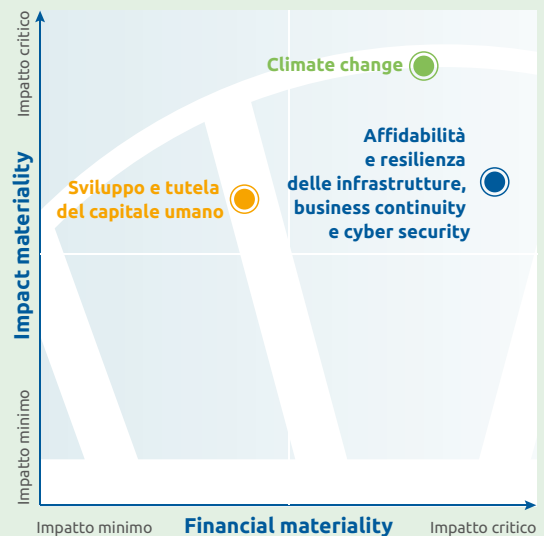 Impatto critico
Impact materiality
Impatto minimo
Climate change
Affidabilità
e resilienza
delle infrastrutture,
business continuity
e cyber security
Sviluppo e tutela
del capitale umano
Impatto minimo
Financial materiality
Impatto critico